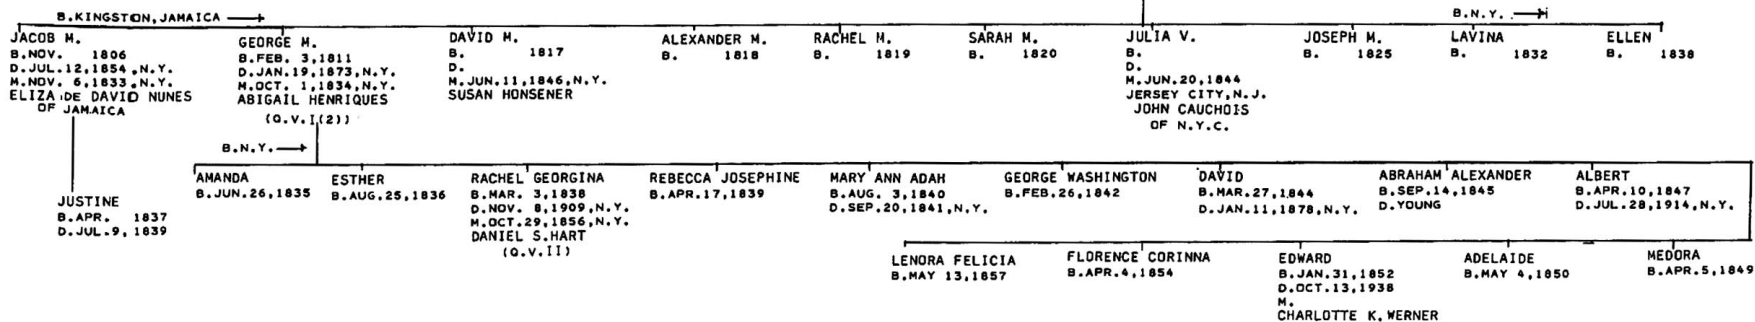 B.KINGSTON,JAMAICA
B.N.Y.
JACOB M.
B.NOV. 1806
D.JUL.12,1854,N.Y.
M.NOV. 6,1833,N.Y.
ELIZA DE DAVID NUNES
OF JAMAICA
GEORGE M.
B.FEB. 3,1811
D.JAN.19,1873,N.Y.
M.OCT. 1,1834,N.Y.
ABIGAIL HENRIQUES
(Q.V.I(2))
DAVID M.
B. 1817
D.
M.JUN.11,1846,N.Y.
SUSAN HONSENER
ALEXANDER M.
B. 1818
RACHEL M.
B. 1819
SARAH M.
B. 1820
JULIA V.
B.
D.
M.JUN.20,1844
JERSEY CITY,N.J.
JOHN CAUCHOIS
OF N.Y.C.
JOSEPH M.
B. 1825
LAVINA
B. 1832
ELLEN
B. 1838
B.N.Y.
JUSTINE
B.APR. 1837
D.JUL.9,1839
AMANDA
B.JUN.26,1835
ESTHER
B.AUG.25,1836
RACHEL GEORGINA
B.MAR. 3,1838
D.NOV. 8,1909,N.Y.
M.OCT.29,1856,N.Y.
DANIEL S.HART
(Q.V.II)
REBECCA JOSEPHINE
B.APR.17,1839
MARY ANN ADAH
B.AUG. 3,1840
D.SEP.20,1841,N.Y.
GEORGE WASHINGTON
B.FEB.26,1842
DAVID
B.MAR.27,1844
D.JAN.11,1878,N.Y.
ABRAHAM ALEXANDER
B.SEP.14,1845
D.YOUNG
ALBERT
B.APR.10,1847
D.JUL.28,1914,N.Y.
LENORA FELICIA
B.MAY 13,1857
FLORENCE CORINNA
B.APR.4,1854
EDWARD
B.JAN.31,1852
D.OCT.13,1938
M.
CHARLOTTE K.WERNER
ADELAIDE
B.MAY 4,1850
MEDORA
B.APR.5,1849